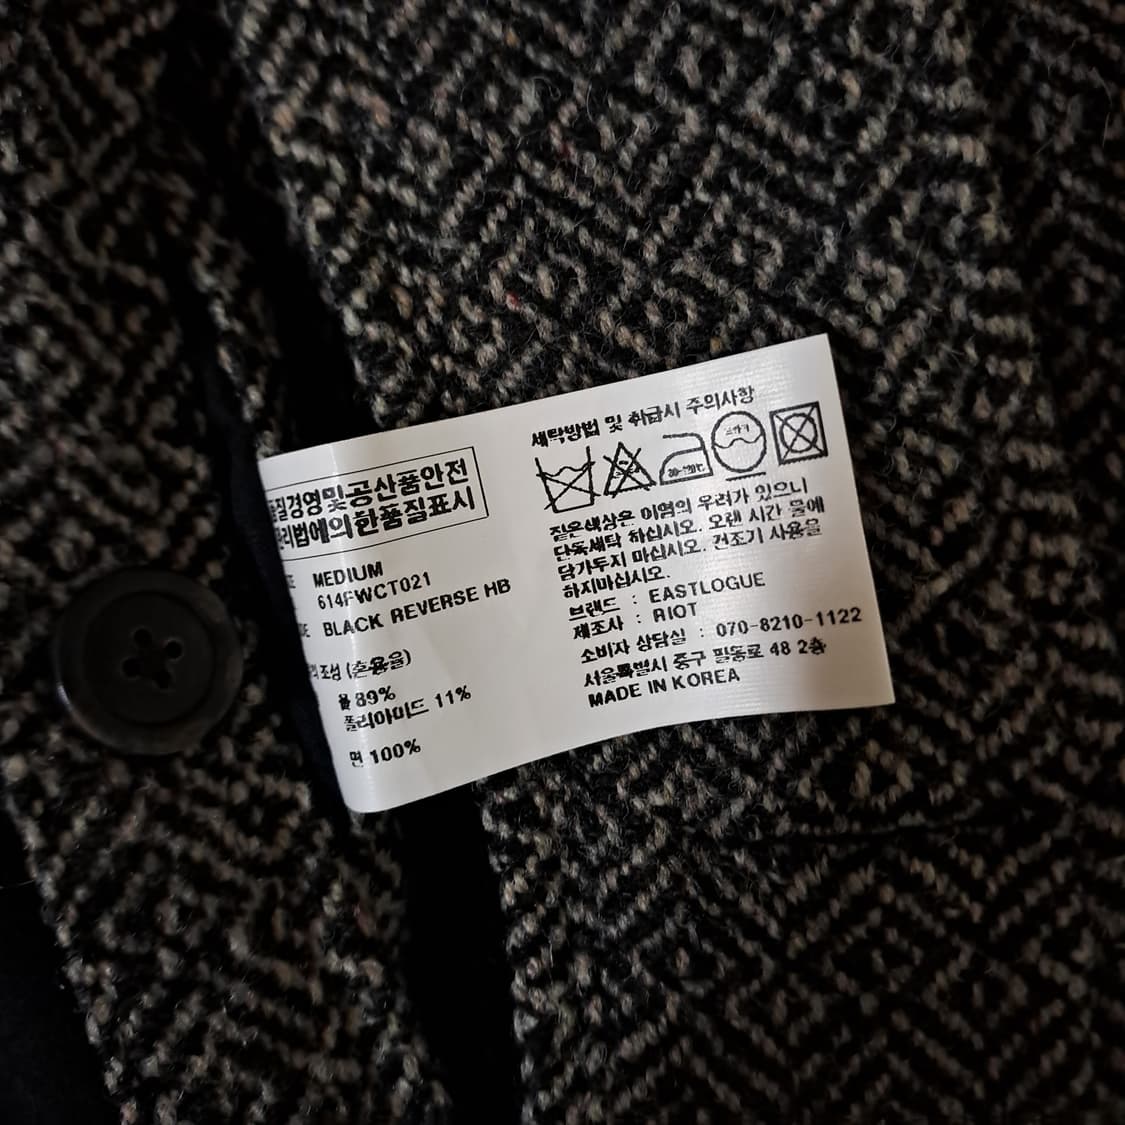 품질경영및공산품안전
관리법에의한품질표시
MEDIUM
614FWCT021
BLACK REVERSE HB
조성 (혼용율)
울 89%
폴리아미드 11%
면 100%
세탁방법 및 취급시 주의사항
짙은색상은 이염의 우려가 있으니
단독세탁 하십시오. 오랜 시간 물에
담가두지 마십시오. 건조기 사용을
하지마십시오.
브랜드 : EASTLOGUE
제조사 : RIOT
소비자 상담실 : 070-8210-1122
서울특별시 중구 필동로 48 2층
MADE IN KOREA